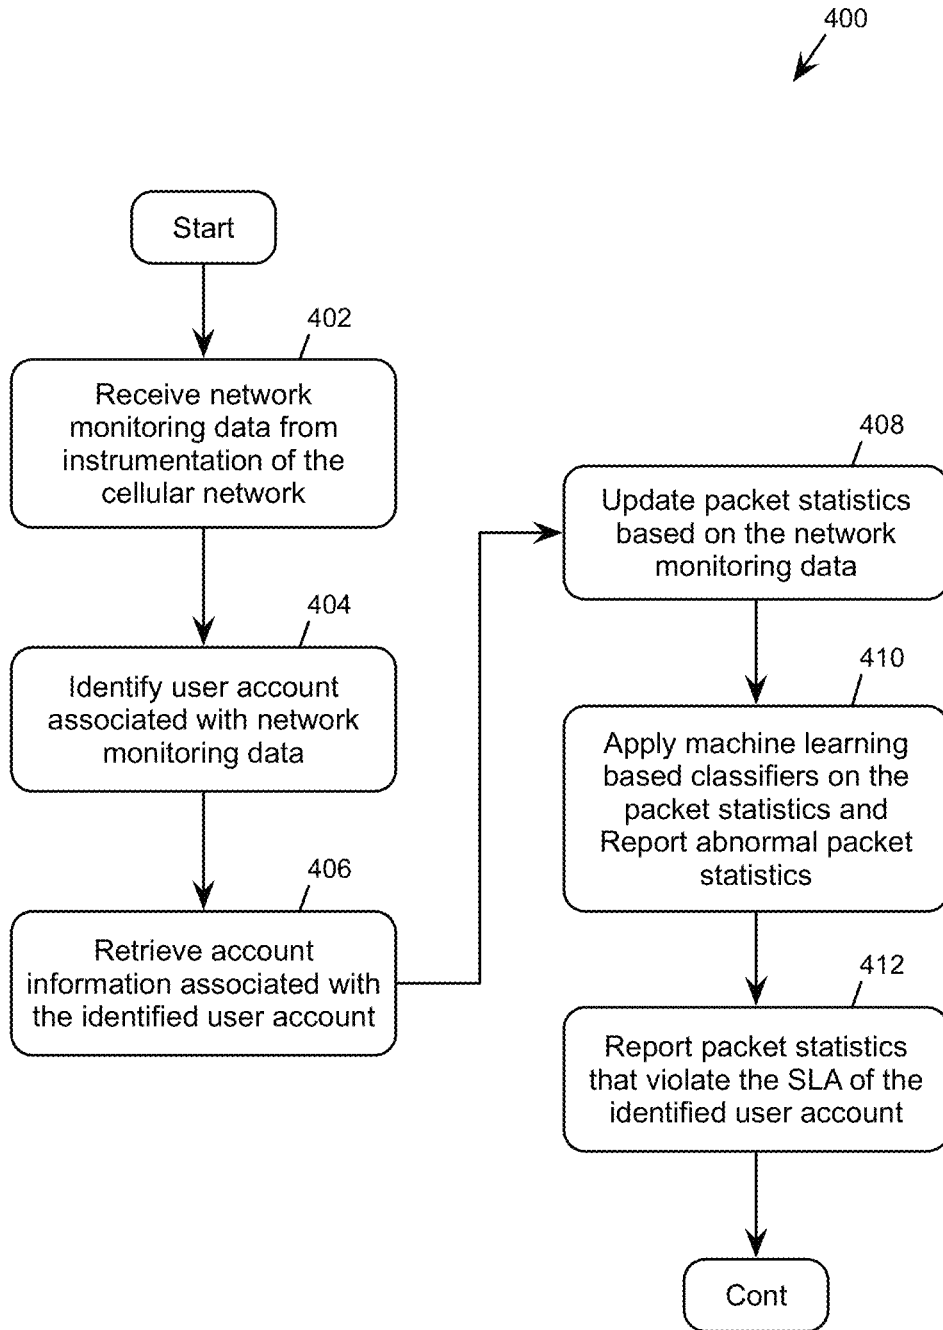 400
Start
402
Receive network
monitoring data from
instrumentation of the
cellular network
404
Identify user account
associated with network
monitoring data
406
Retrieve account
information associated with
the identified user account
408
Update packet statistics
based on the network
monitoring data
410
Apply machine learning
based classifiers on the
packet statistics and
Report abnormal packet
statistics
412
Report packet statistics
that violate the SLA of the
identified user account
Cont